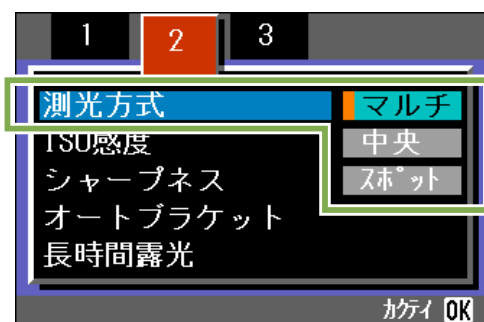 1 2 3
測光方式 マルチ
ISO感度 中央
シャープネス スポット
オートブラケット
長時間露光
カクテイ OK